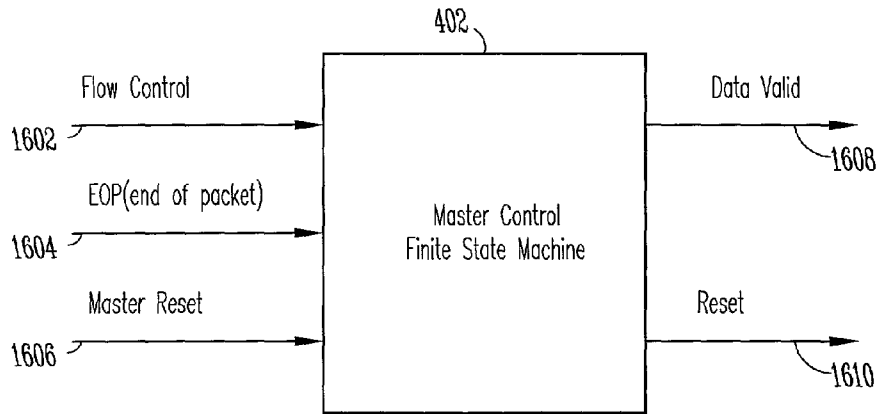 402
Flow Control
Data Valid
1602
1608
EOP(end of packet)
1604
Master Control
Finite State Machine
Master Reset
Reset
1606
1610